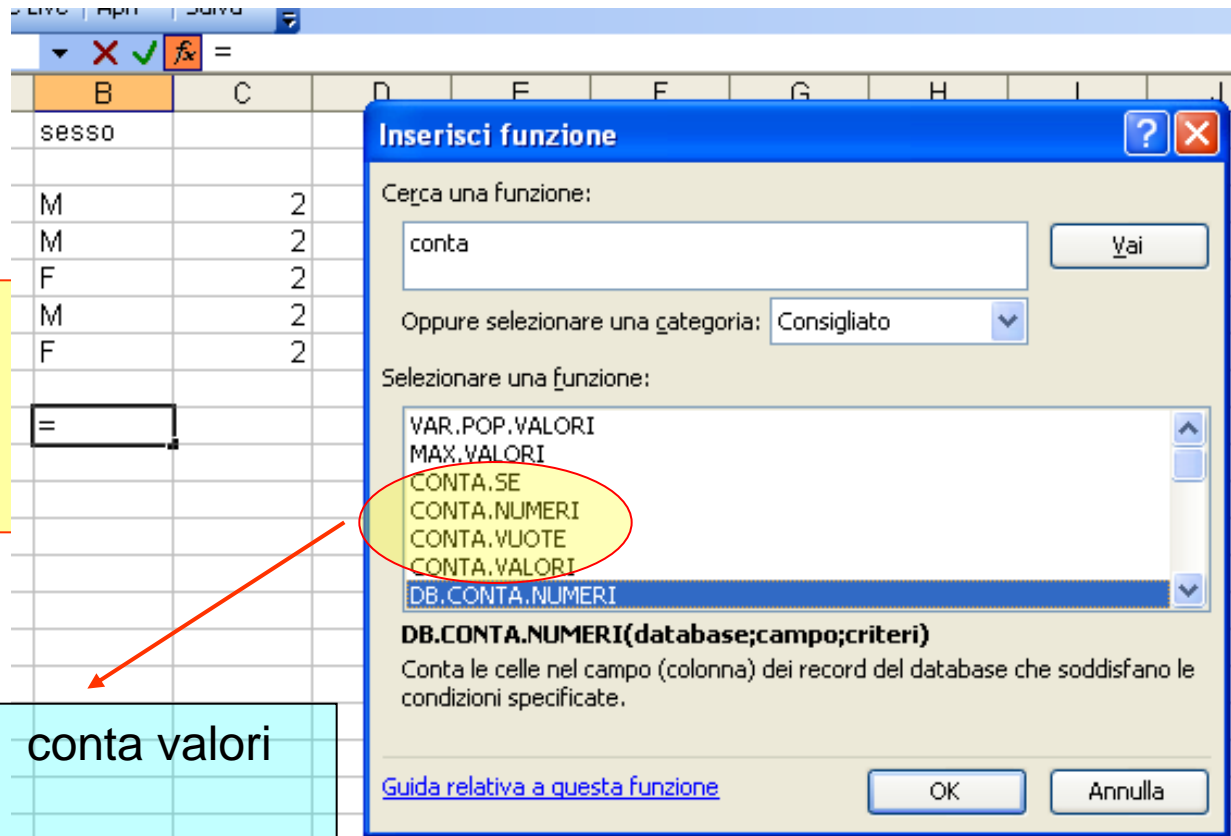 Apri Salva
fx =
B C D E F G H I J
sesso
M 2
M 2
F 2
M 2
F 2
=
Inserisci funzione
Cerca una funzione:
conta
Vai
Oppure selezionare una categoria: Consigliato
Selezionare una funzione:
VAR.POP.VALORI
MAX.VALORI
CONTA.SE
CONTA.NUMERI
CONTA.VUOTE
CONTA.VALORI
DB.CONTA.NUMERI
DB.CONTA.NUMERI(database;campo;criteri)
Conta le celle nel campo (colonna) dei record del database che soddisfano le
condizioni specificate.
Guida relativa a questa funzione
OK Annulla
conta valori